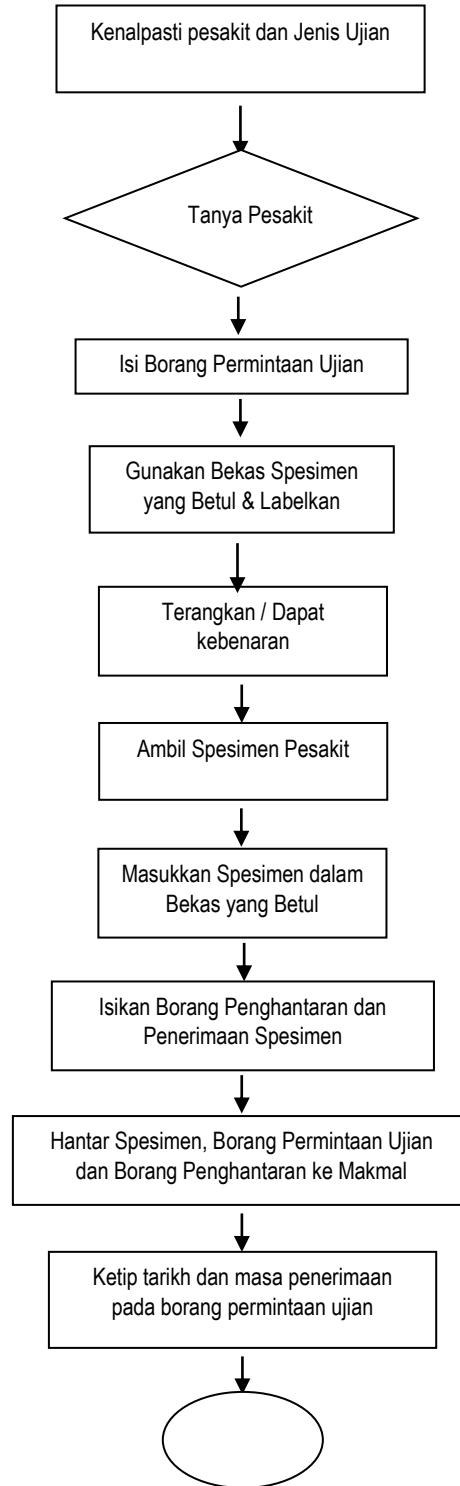 Kenalpasti pesakit dan Jenis Ujian
Tanya Pesakit
Isi Borang Permintaan Ujian
Gunakan Bekas Spesimen
yang Betul & Labelkan
Terangkan / Dapat
kebenaran
Ambil Spesimen Pesakit
Masukkan Spesimen dalam
Bekas yang Betul
Isikan Borang Penghantaran dan
Penerimaan Spesimen
Hantar Spesimen, Borang Permintaan Ujian
dan Borang Penghantaran ke Makmal
Ketip tarikh dan masa penerimaan
pada borang permintaan ujian